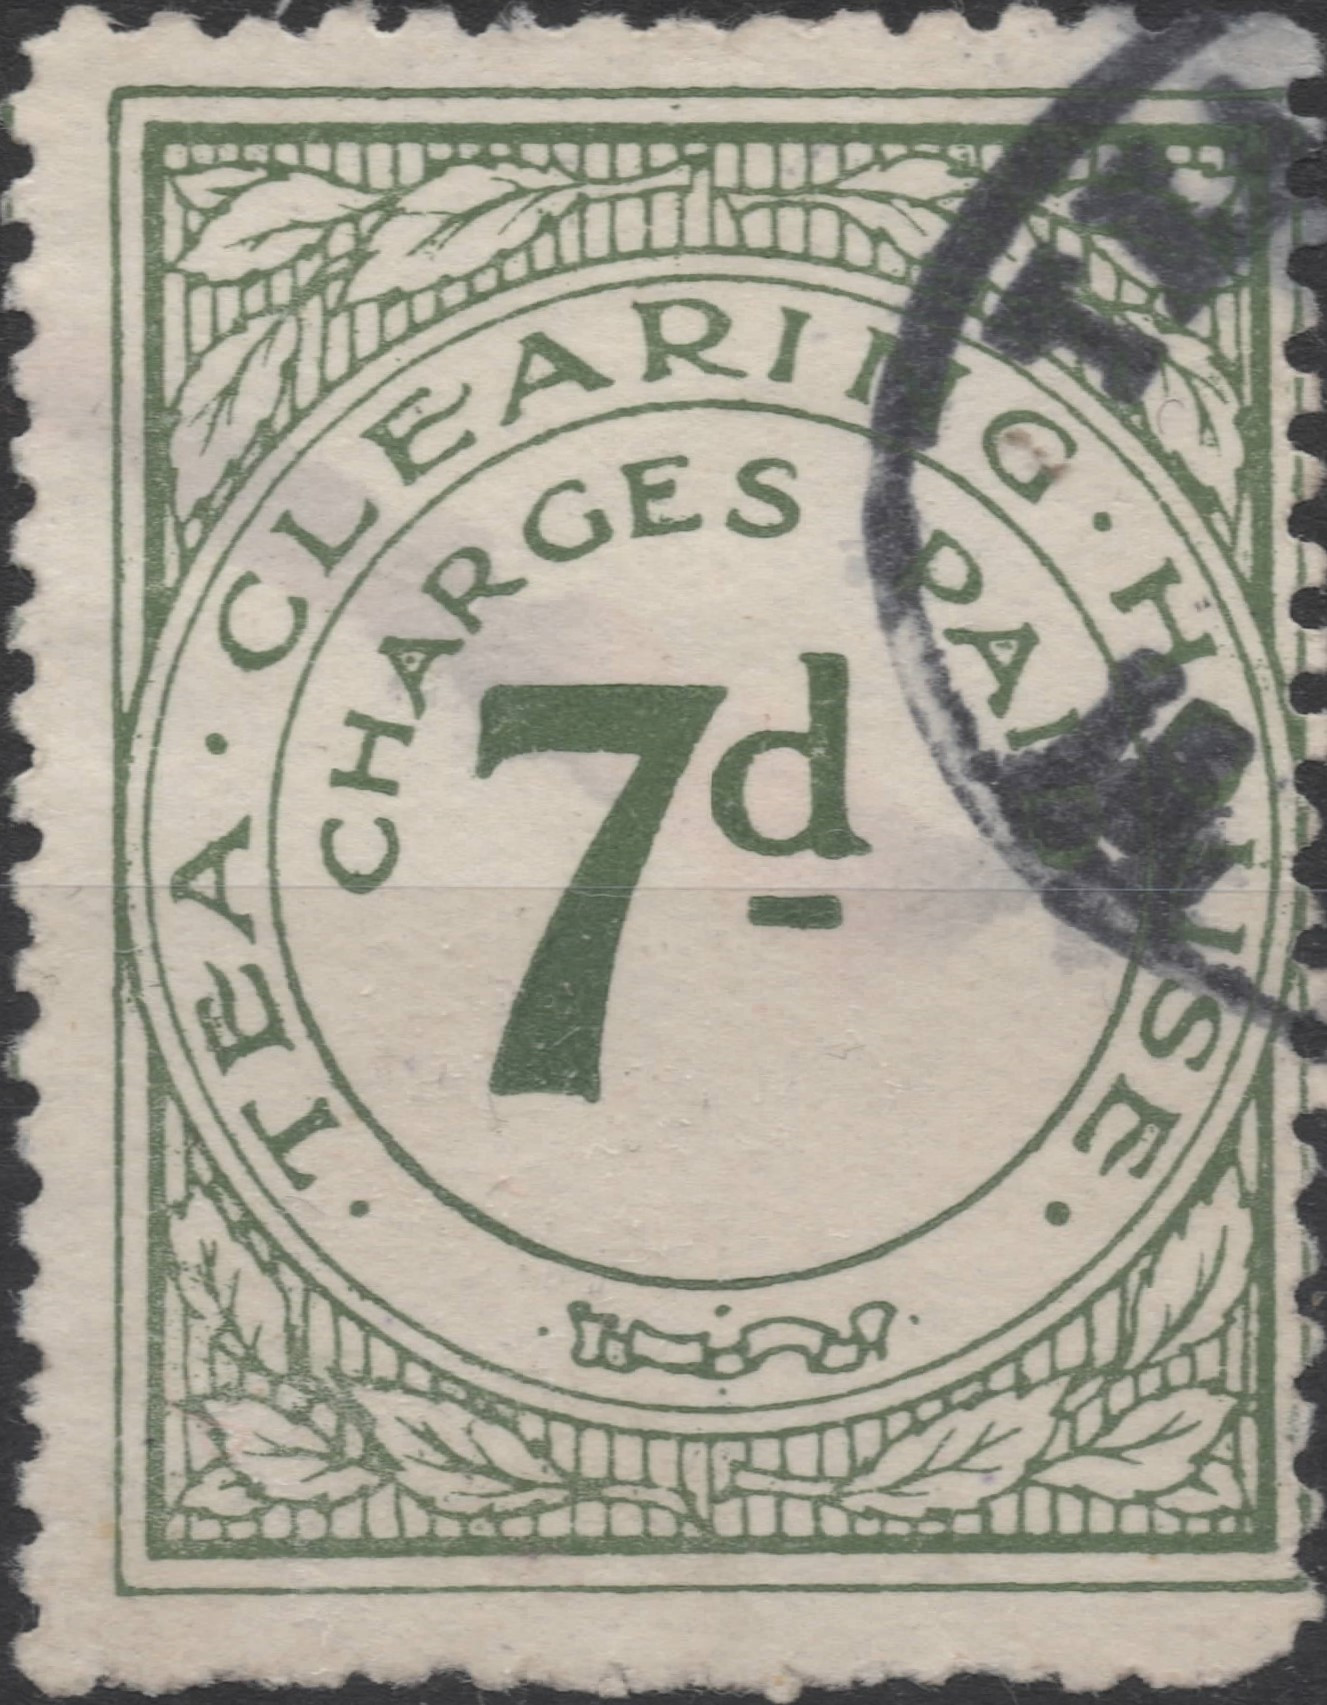 ·TEA·CLEARING·HOUSE·
CHARGES PAID
7d